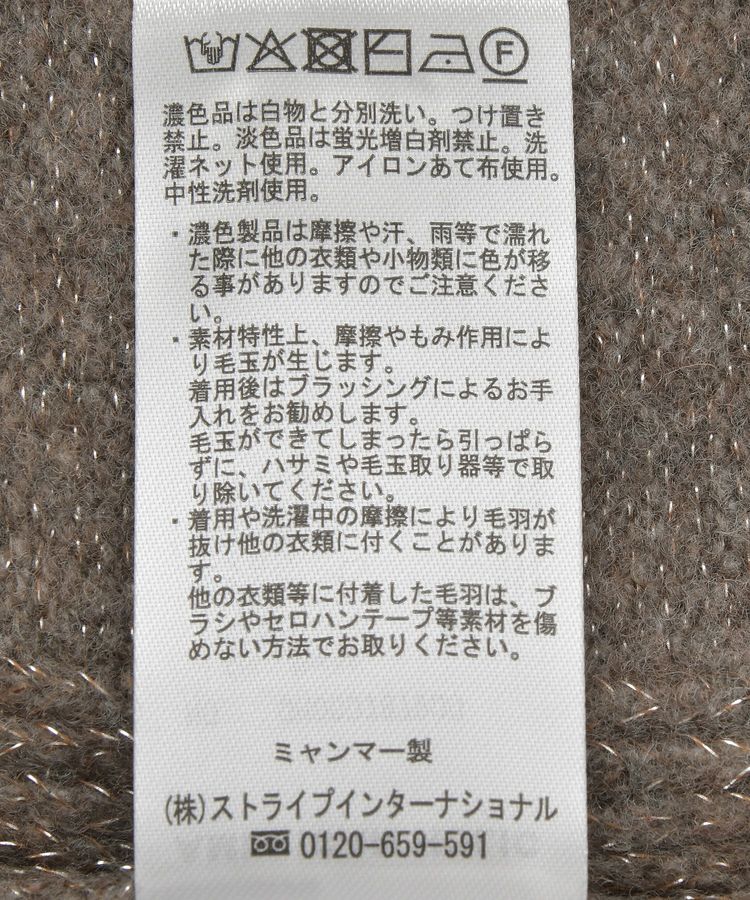 濃色品は白物と分別洗い。つけ置き
禁止。淡色品は蛍光増白剤禁止。洗
濯ネット使用。アイロンあて布使用。
中性洗剤使用。
・濃色製品は摩擦や汗、雨等で濡れ
た際に他の衣類や小物類に色が移
る事がありますのでご注意くださ
い。
・素材特性上、摩擦やもみ作用によ
り毛玉が生じます。
着用後はブラッシングによるお手
入れをお勧めします。
毛玉ができてしまったら引っぱら
ずに、ハサミや毛玉取り器等で取
り除いてください。
・着用や洗濯中の摩擦により毛羽が
抜け他の衣類に付くことがありま
す。
他の衣類等に付着した毛羽は、ブ
ラシやセロハンテープ等素材を傷
めない方法でお取りください。
ミャンマー製
(株)ストライプインターナショナル
0120-659-591